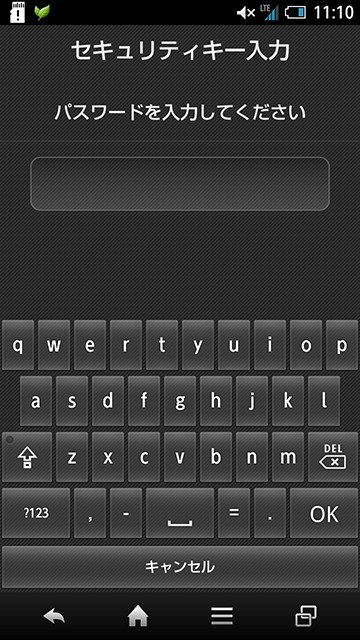 LTE 11:10
セキュリティキー入力
パスワードを入力してください
q w e r t y u i o p
a s d f g h j k l
z x c v b n m DEL
?123 , - = . OK
キャンセル